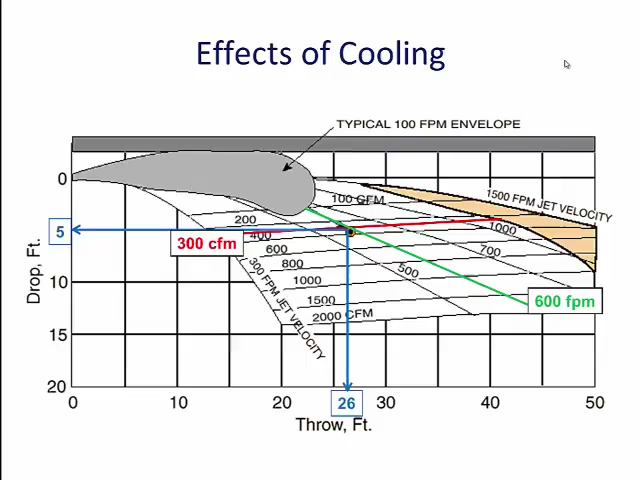 Effects of Cooling
TYPICAL 100 FPM ENVELOPE
0
100 CFM
1500 FPM JET VELOCITY
200
5
300 cfm
400
1000
600
700
800
500
300 FPM JET VELOCITY
10
1000
1500
600 fpm
2000 CFM
15
20
Drop, Ft.
0
10
20
26
30
40
50
Throw, Ft.